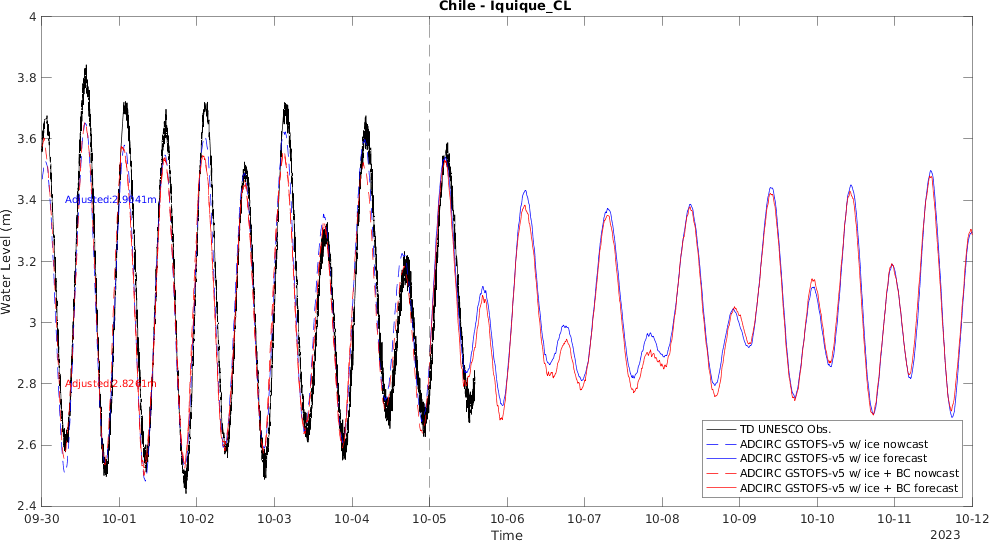 Chile - Iquique_CL
4
3.8
3.6
3.4
3.2
3
2.8
2.6
2.4
Water Level (m)
Adjusted:2.9641m
Adjusted:2.8261m
TD UNESCO Obs.
ADCIRC GSTOFS-v5 w/ ice nowcast
ADCIRC GSTOFS-v5 w/ ice forecast
ADCIRC GSTOFS-v5 w/ ice + BC nowcast
ADCIRC GSTOFS-v5 w/ ice + BC forecast
09-30 10-01 10-02 10-03 10-04 10-05 10-06 10-07 10-08 10-09 10-10 10-11 10-12
Time
2023